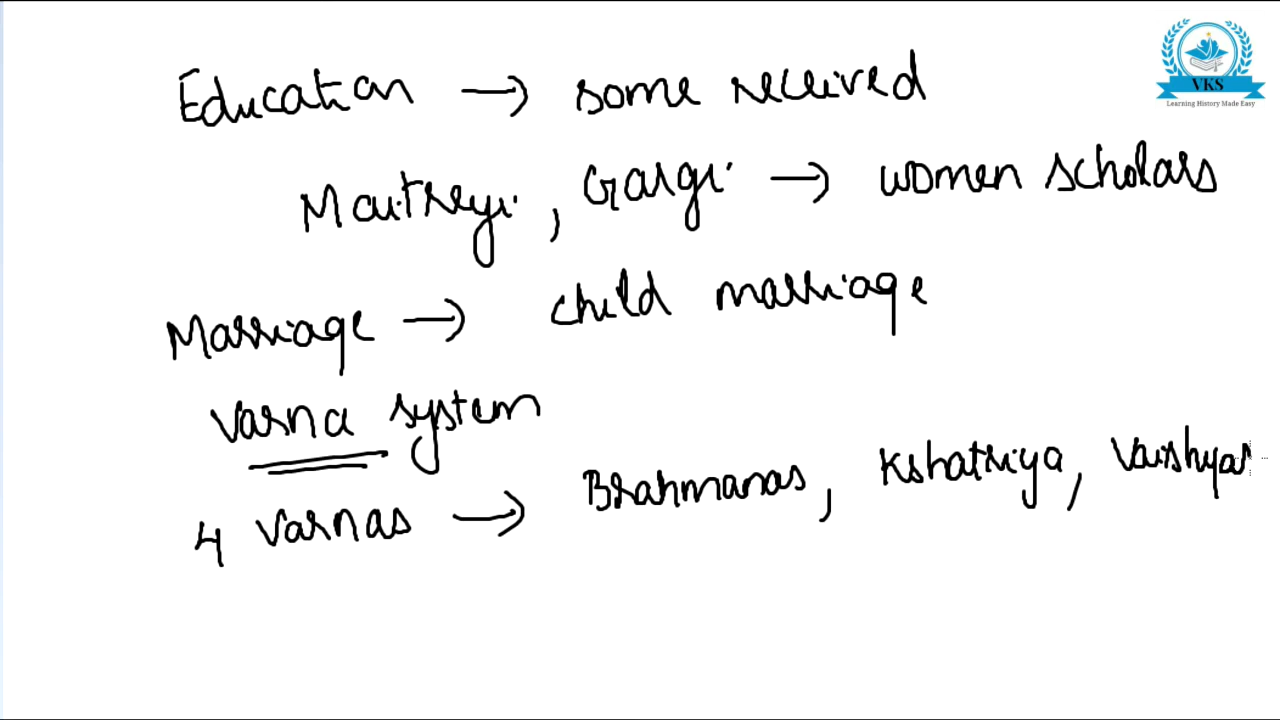 VKS
Learning History Made Easy
Education → some received
Maitreyi, Gargi → women scholars
Marriage → child marriage
Varna system
4 Varnas → Brahmanas, Kshatriya, Vaishyas